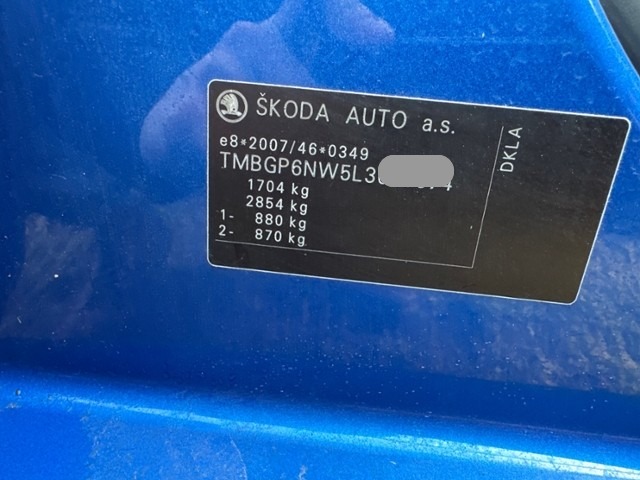 ŠKODA AUTO a.s.
e8*2007/46*0349
TMBGP6NW5L3
1704 kg
2854 kg
1- 880 kg
2- 870 kg
DKLA